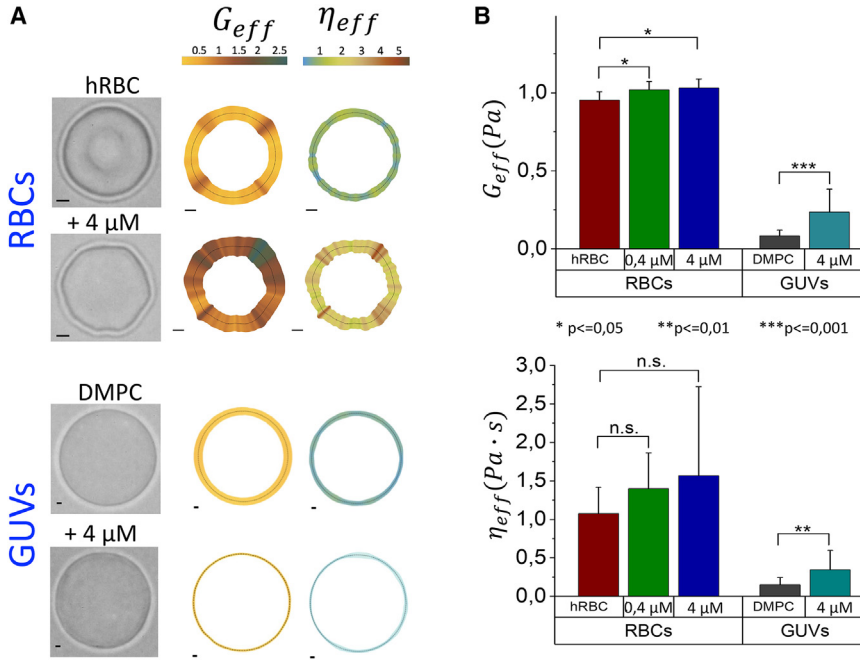 A
G_eff
η_eff
0.5 1 1.5 2 2.5
1 2 3 4 5
hRBC
RBCs
+ 4 μM
DMPC
GUVs
+ 4 μM
B
G_eff(Pa)
1,0
0,5
0,0
*
*
***
hRBC 0,4 μM 4 μM DMPC 4 μM
RBCs GUVs
* p<=0,05 **p<=0,01 ***p<=0,001
η_eff(Pa · s)
3,0
2,5
2,0
1,5
1,0
0,5
0,0
n.s.
n.s.
**
hRBC 0,4 μM 4 μM DMPC 4 μM
RBCs GUVs